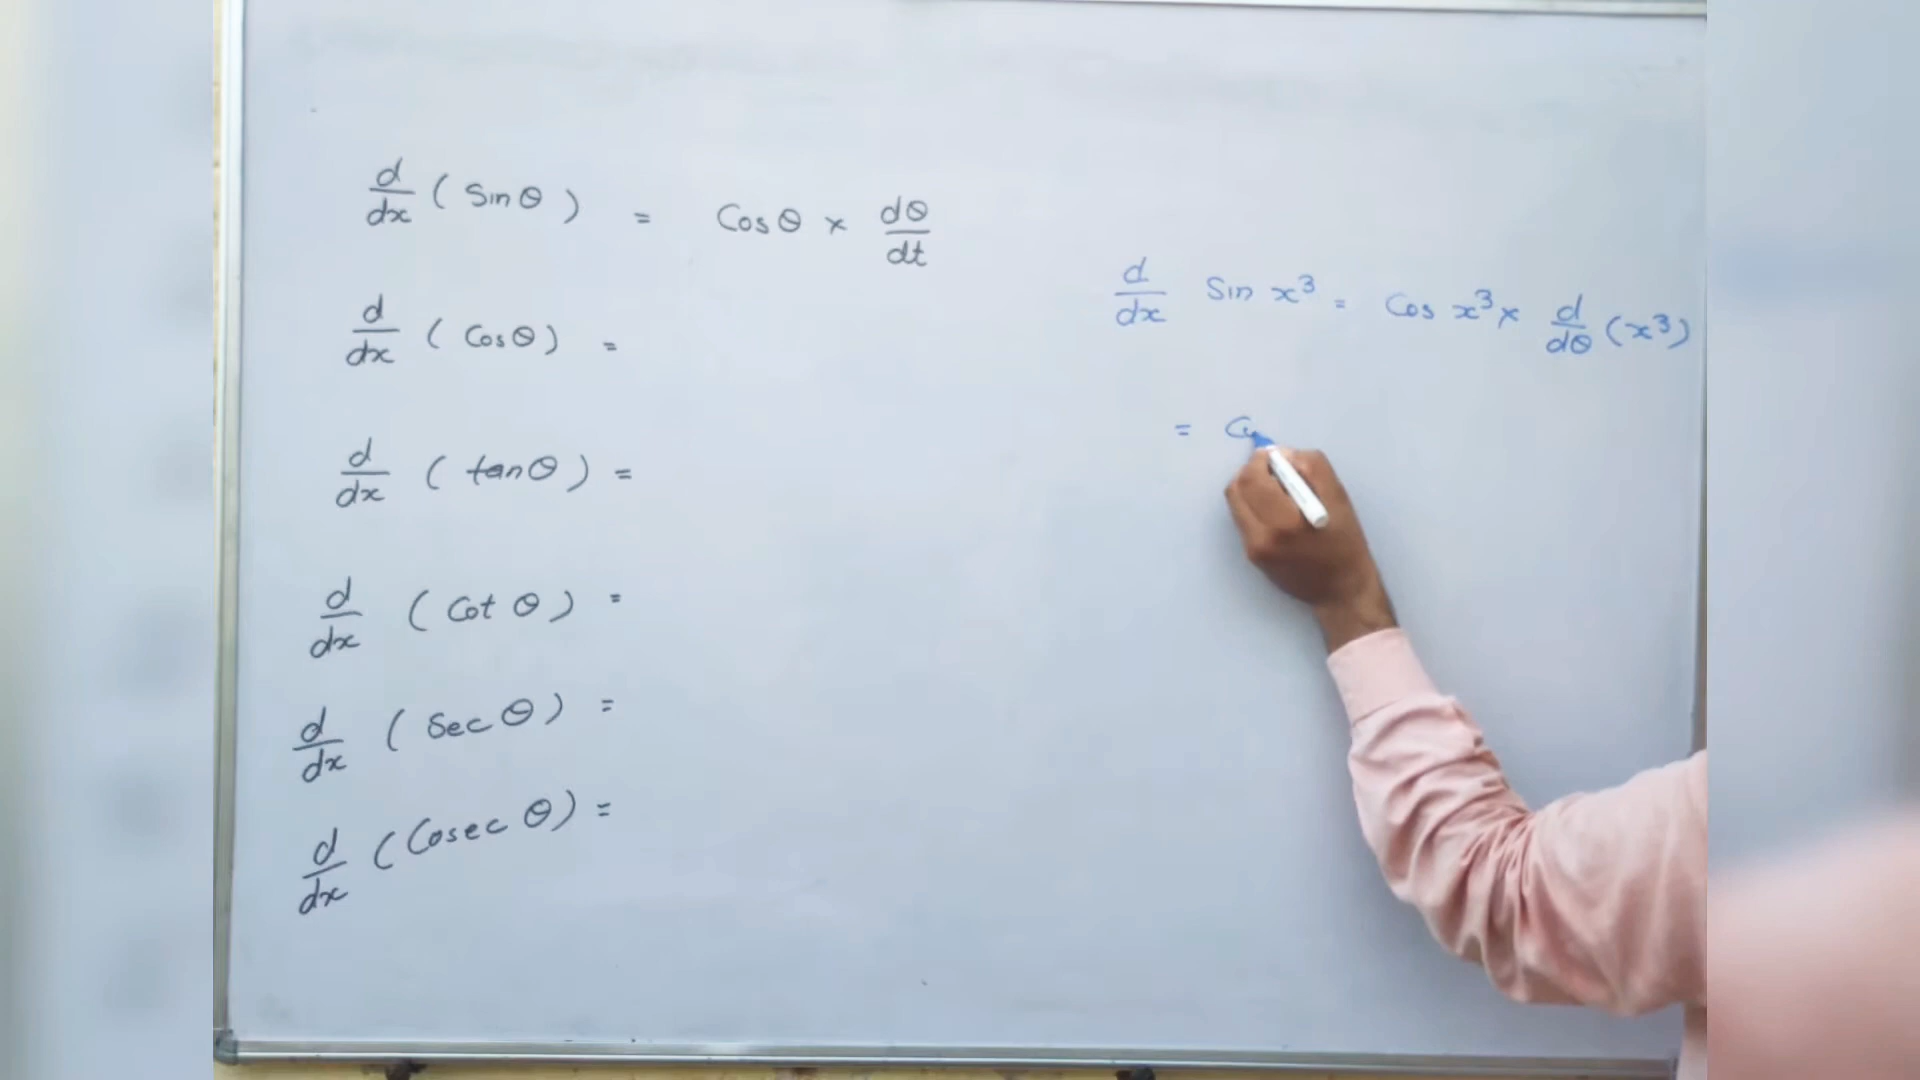 d/dx ( Sinθ ) = Cosθ × dθ/dt
d/dx ( Cosθ ) =
d/dx ( tanθ ) =
d/dx ( Cot θ ) =
d/dx ( Sec θ ) =
d/dx ( Cosec θ ) =
d/dx Sin x³ = Cos x³ × d/dθ (x³)
=